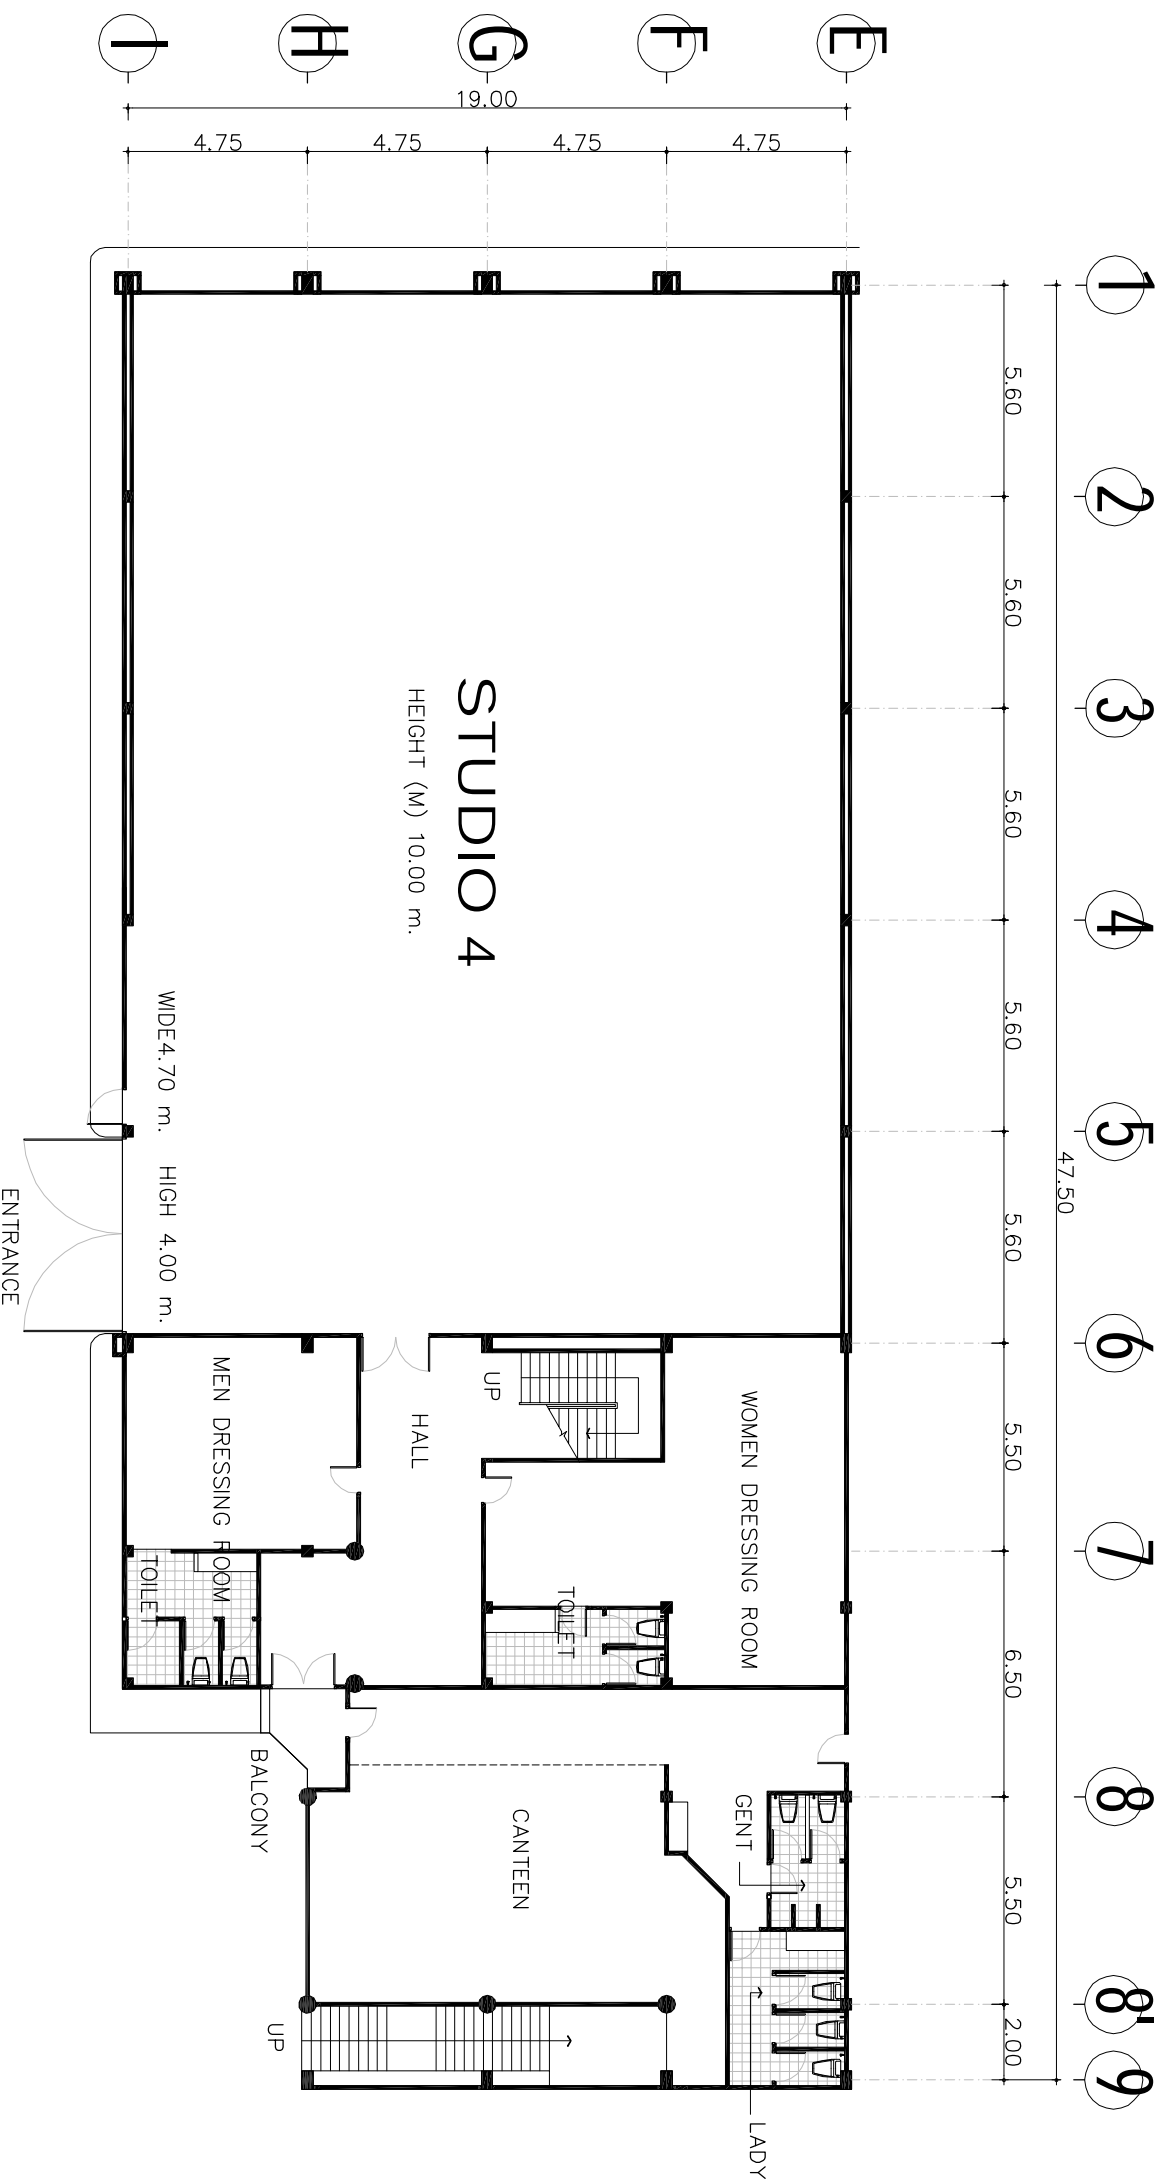 1
2
3
4
5
6
7
8
8'
9
47.50
5.60
5.60
5.60
5.60
5.60
5.50
6.50
5.50
2.00
E
F
G
H
I
19.00
4.75
4.75
4.75
4.75
STUDIO 4
HEIGHT (M) 10.00 m.
WIDE4.70 m. HIGH 4.00 m.
ENTRANCE
WOMEN DRESSING ROOM
UP
HALL
MEN DRESSING ROOM
TOILET
TOILET
GENT
LADY
CANTEEN
BALCONY
UP